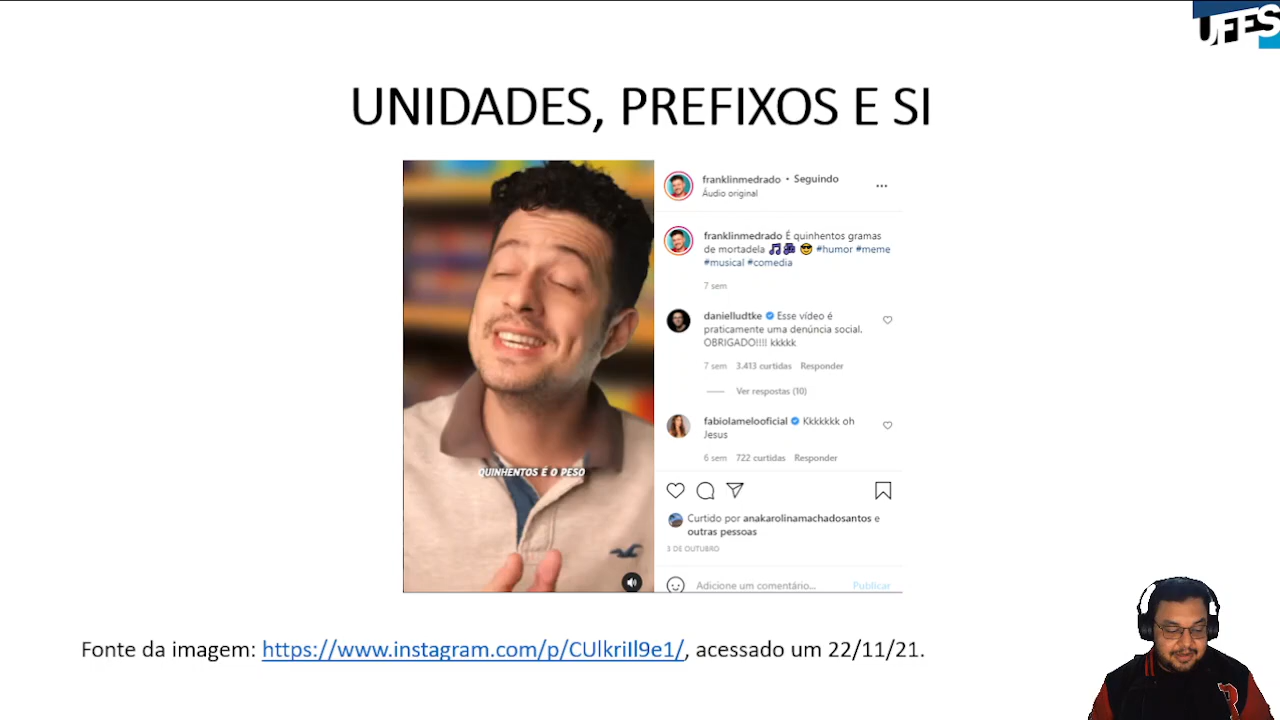 UFES
UNIDADES, PREFIXOS E SI
franklinmedrado • Seguindo
Áudio original
franklinmedrado É quinhentos gramas
de mortadela #humor #meme
#musical #comedia
7 sem
danielludtke Esse vídeo é
praticamente uma denúncia social.
OBRIGADO!!!! kkkkk
7 sem 3.413 curtidas Responder
Ver respostas (10)
fabiolamelooficial Kkkkkkk oh
Jesus
6 sem 722 curtidas Responder
QUINHENTOS É O PESO
Curtido por anakarolinamachadosantos e
outras pessoas
3 DE OUTUBRO
Adicione um comentário... Publicar
Fonte da imagem: https://www.instagram.com/p/CUlkriIl9e1/, acessado um 22/11/21.